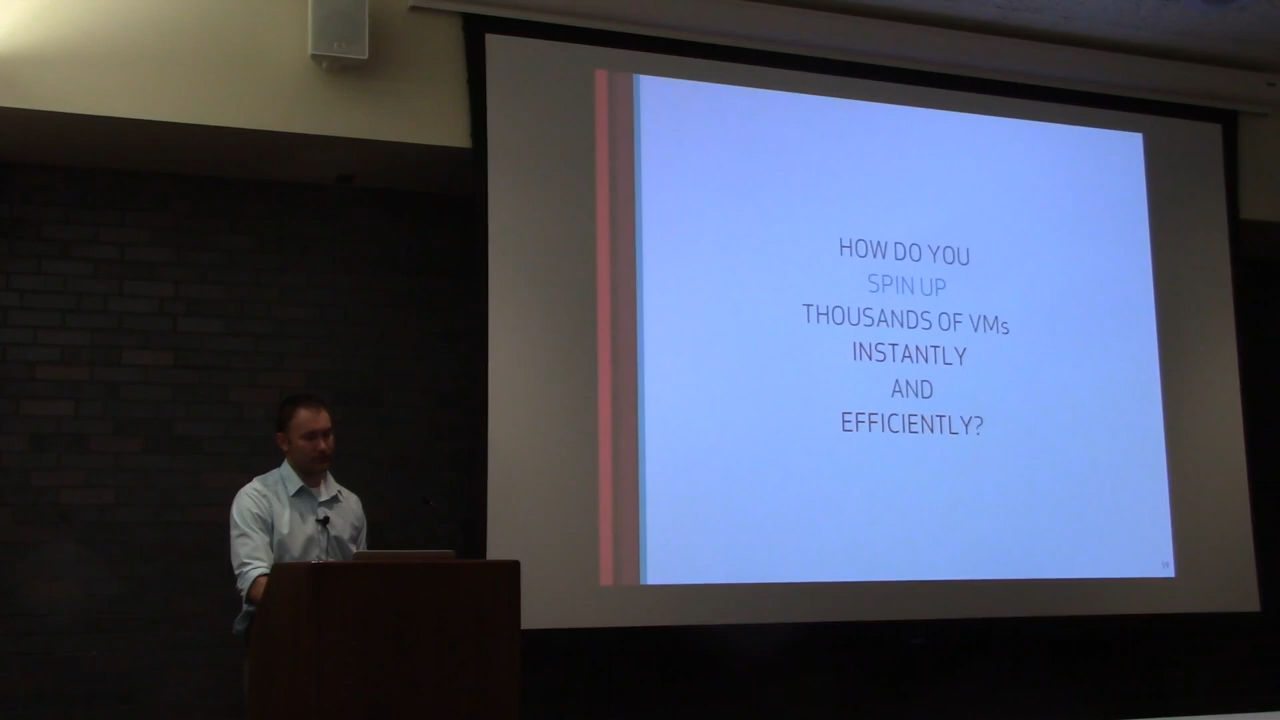 HOW DO YOU
SPIN UP
THOUSANDS OF VMs
INSTANTLY
AND
EFFICIENTLY?